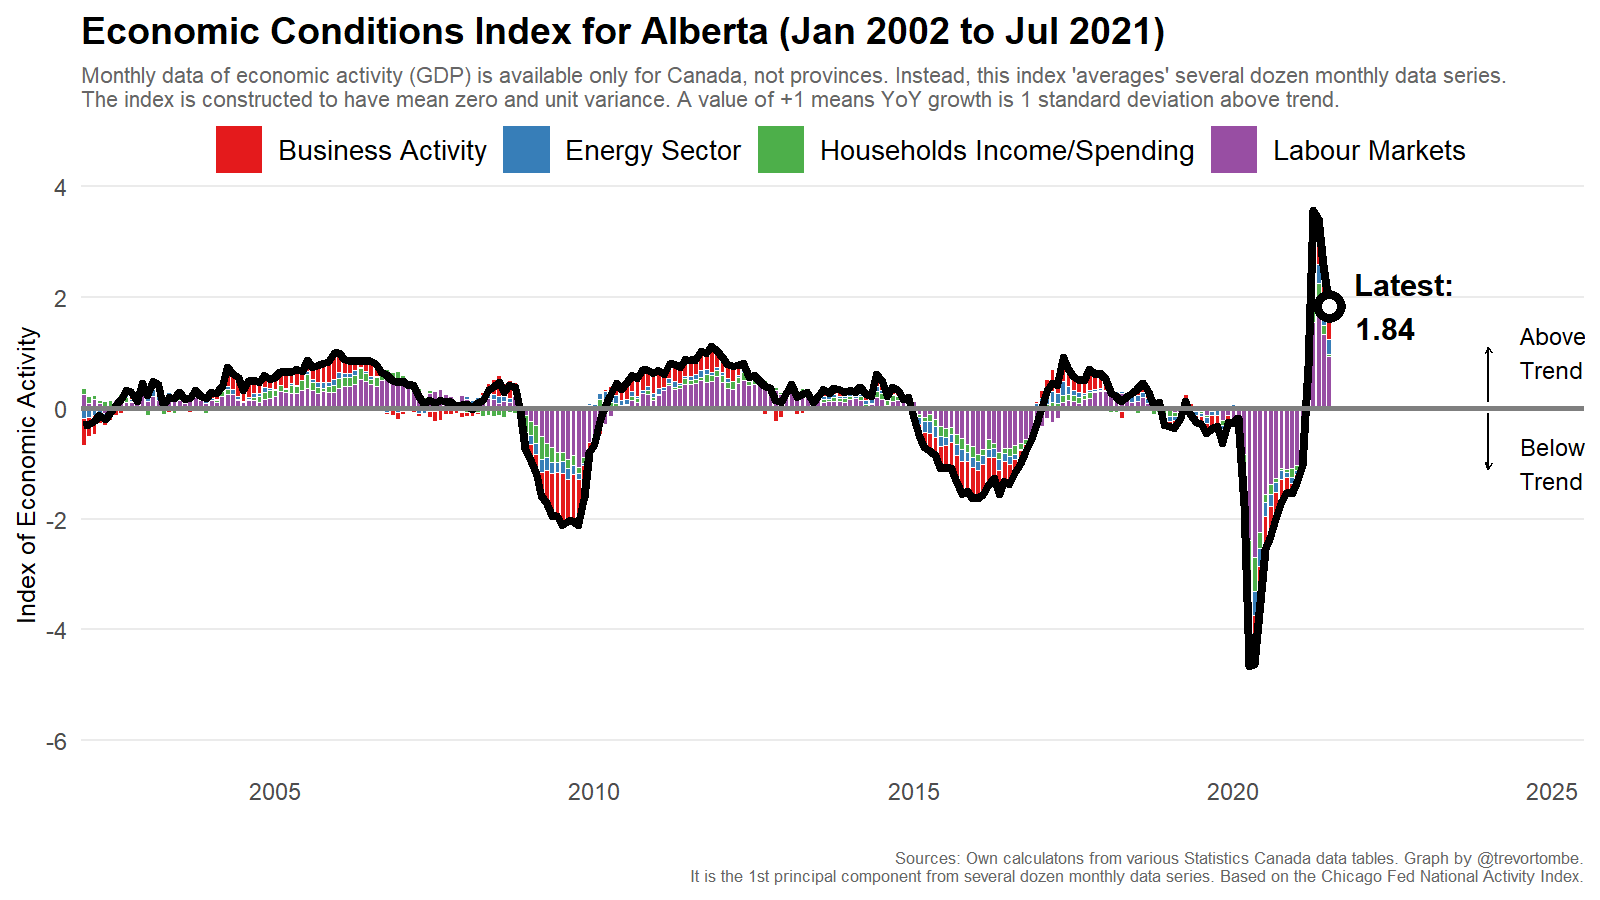 Economic Conditions Index for Alberta (Jan 2002 to Jul 2021)
Monthly data of economic activity (GDP) is available only for Canada, not provinces. Instead, this index 'averages' several dozen monthly data series.
The index is constructed to have mean zero and unit variance. A value of +1 means YoY growth is 1 standard deviation above trend.
Business Activity Energy Sector Households Income/Spending Labour Markets
Index of Economic Activity
4
2
0
-2
-4
-6
Latest:
1.84
Above
Trend
Below
Trend
2005 2010 2015 2020 2025
Sources: Own calculatons from various Statistics Canada data tables. Graph by @trevortombe.
It is the 1st principal component from several dozen monthly data series. Based on the Chicago Fed National Activity Index.